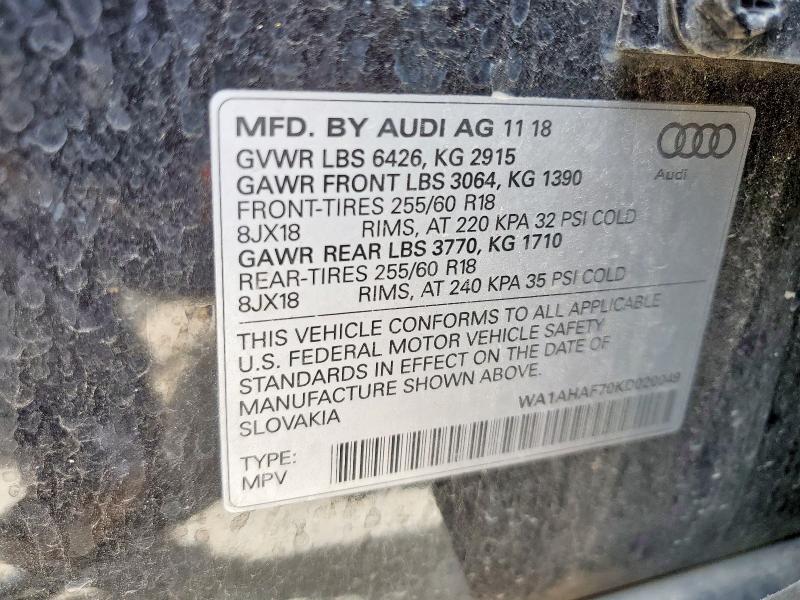 MFD. BY AUDI AG 11 18
GVWR LBS 6426, KG 2915
GAWR FRONT LBS 3064, KG 1390
FRONT-TIRES 255/60 R18
8JX18 RIMS, AT 220 KPA 32 PSI COLD
GAWR REAR LBS 3770, KG 1710
REAR-TIRES 255/60 R18
8JX18 RIMS, AT 240 KPA 35 PSI COLD
Audi
THIS VEHICLE CONFORMS TO ALL APPLICABLE
U.S. FEDERAL MOTOR VEHICLE SAFETY
STANDARDS IN EFFECT ON THE DATE OF
MANUFACTURE SHOWN ABOVE.
SLOVAKIA
WA1AHAF70KD020049
TYPE:
MPV